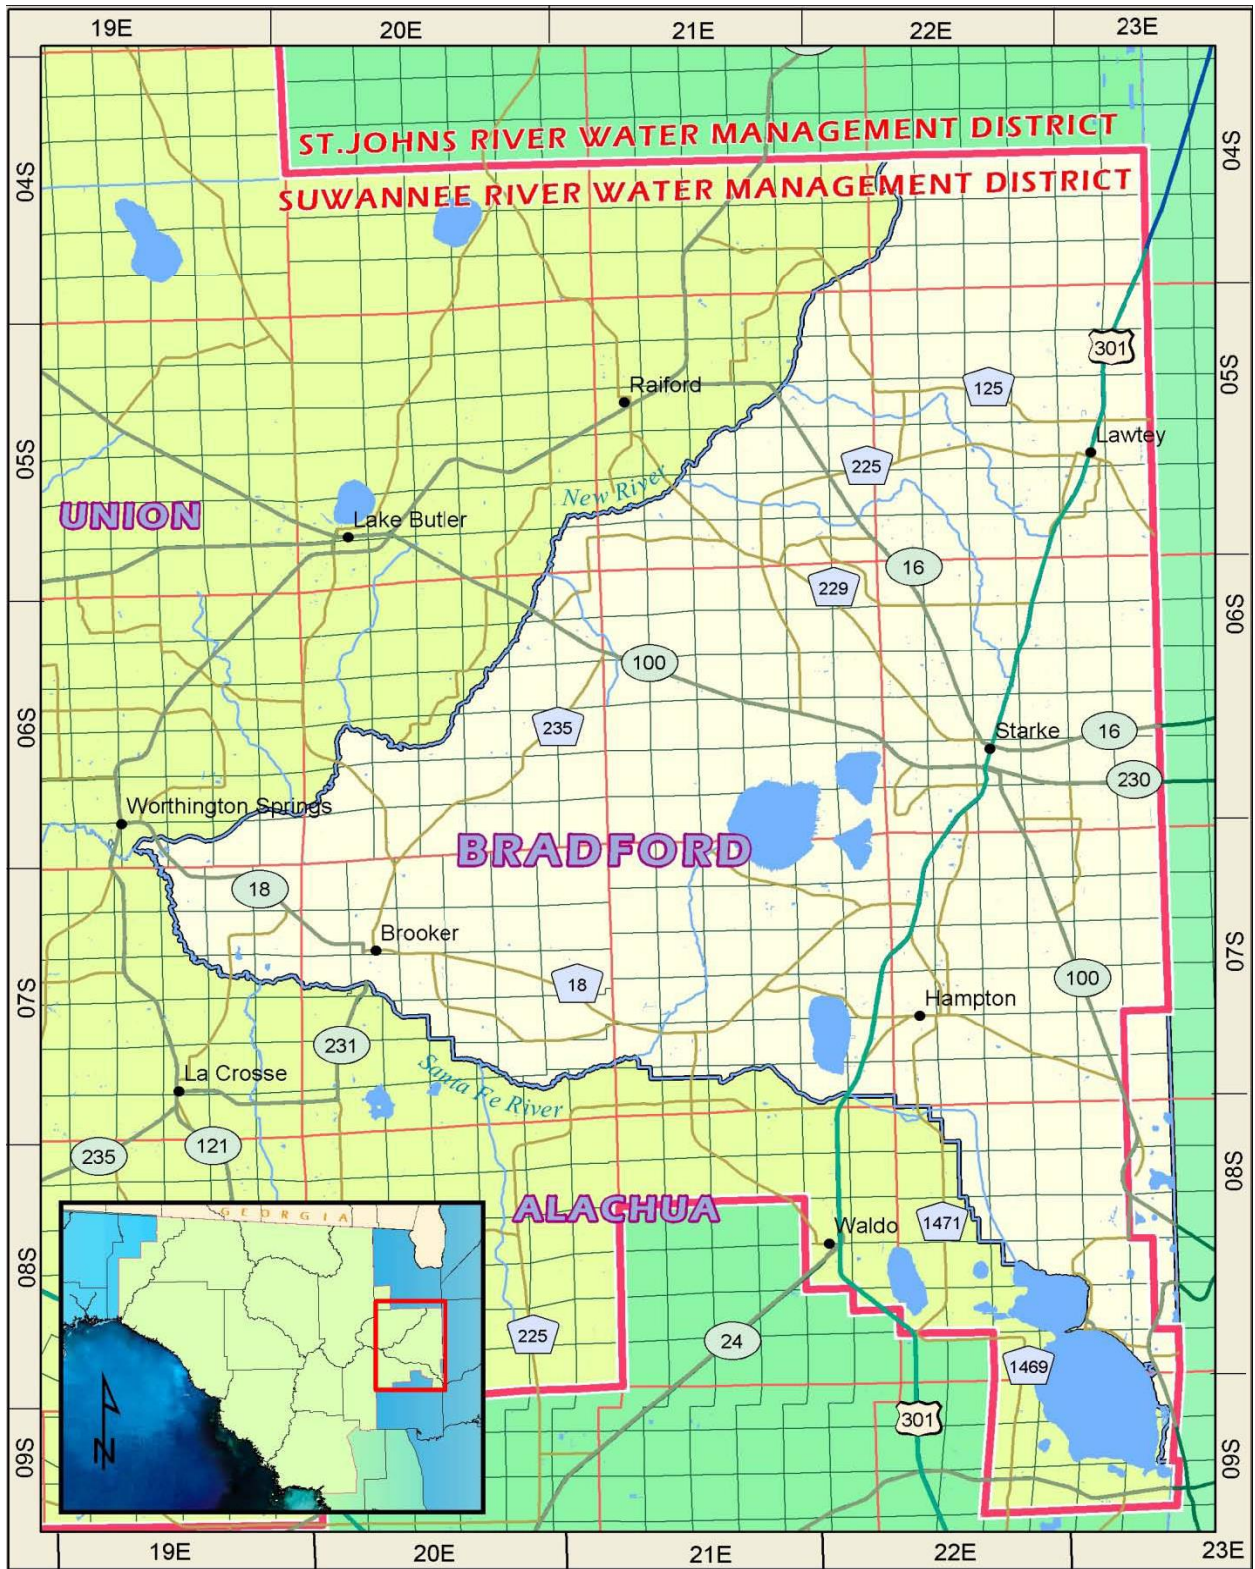 19E 20E 21E 22E 23E
ST.JOHNS RIVER WATER MANAGEMENT DISTRICT
04S 04S
SUWANNEE RIVER WATER MANAGEMENT DISTRICT
301
05S
125
Raiford
Lawtey
225
05S
New River
UNION
Lake Butler
16
229
06S
100
235
06S
Starke
16
230
Worthington Springs
BRADFORD
18
Brooker
07S
18
100
07S
Hampton
231
La Crosse
Santa Fe River
235
121
08S
ALACHUA
GEORGIA
1471
Waldo
08S
225
24
1469
301
09S
N
09S
19E 20E 21E 22E 23E